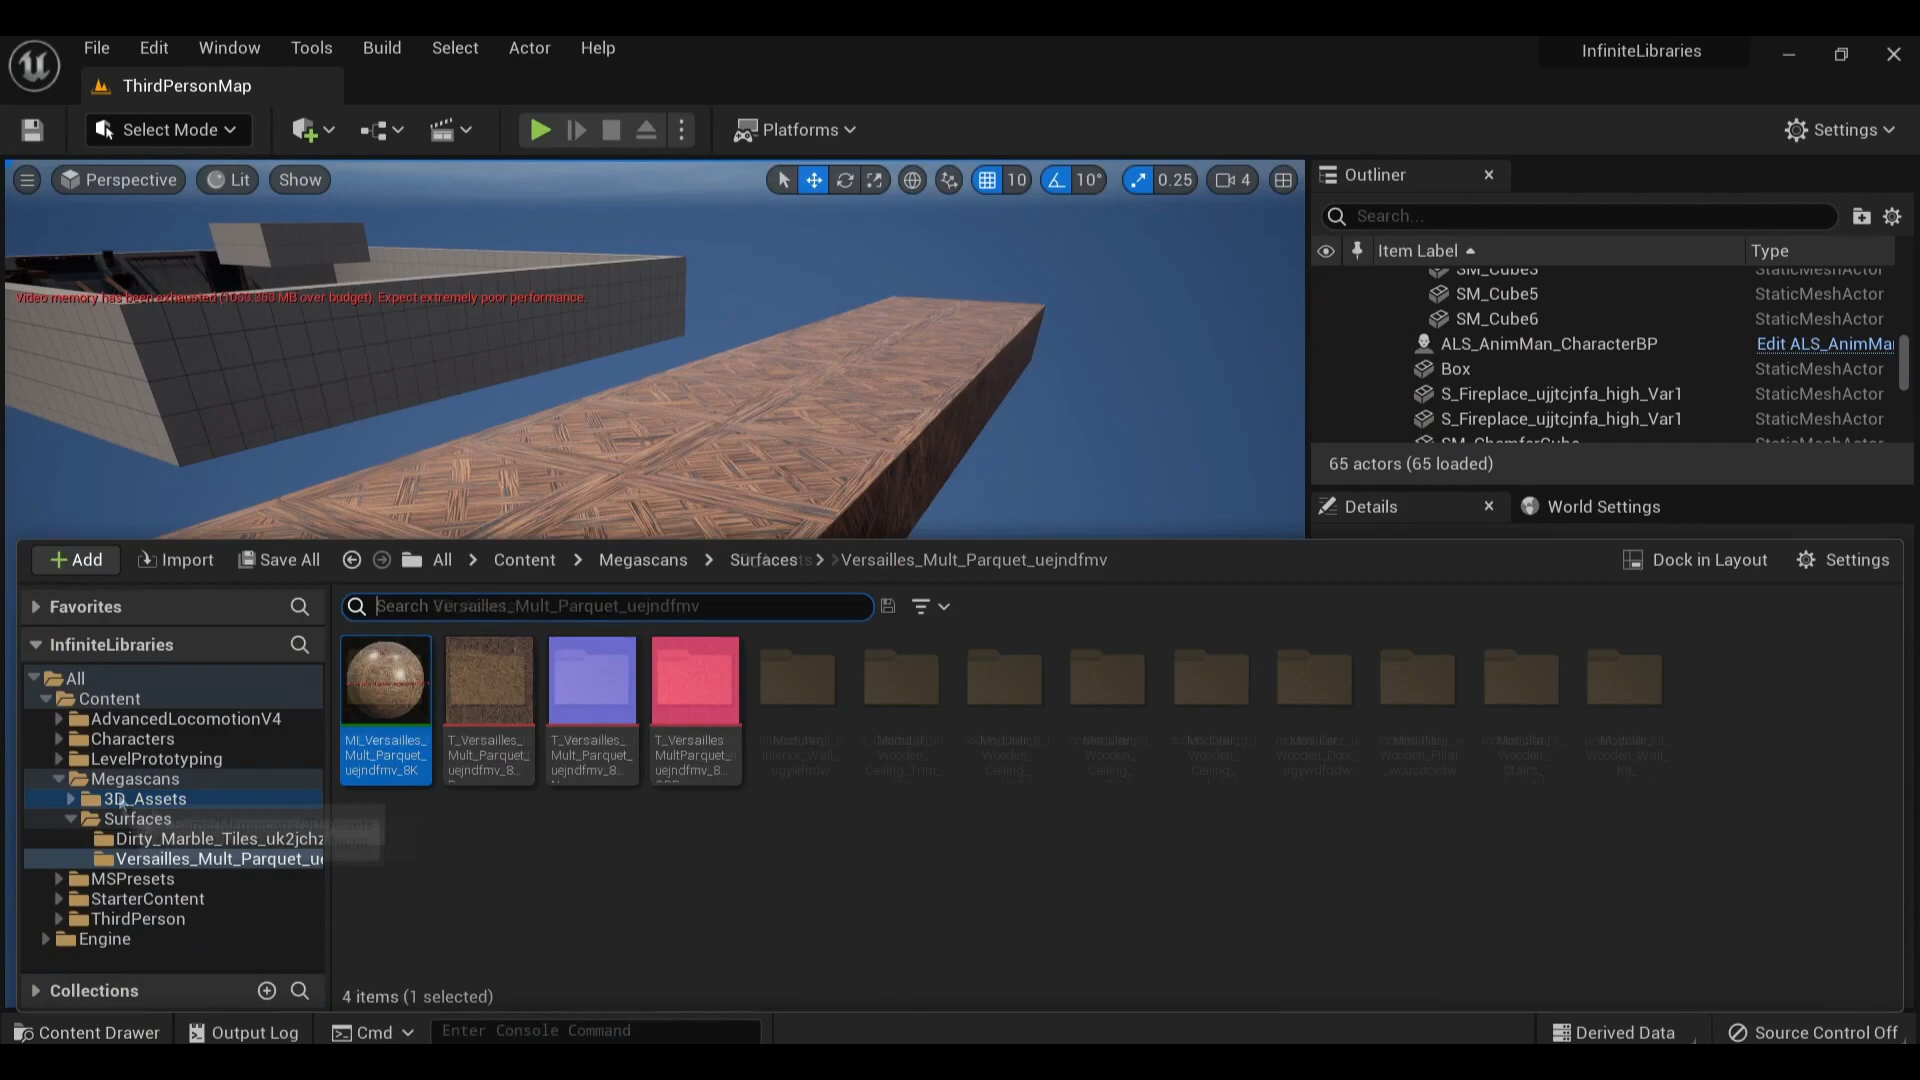 File Edit Window Tools Build Select Actor Help
InfiniteLibraries
ThirdPersonMap
Select Mode
Platforms
Settings
Perspective
Lit
Show
10
10°
0.25
4
Video memory has been exhausted (1053.383 MB over budget). Expect extremely poor performance.
Outliner
Search...
Item Label
Type
SM_Cube3 StaticMeshActor
SM_Cube5 StaticMeshActor
SM_Cube6 StaticMeshActor
ALS_AnimMan_CharacterBP Edit ALS_AnimMa
Box StaticMeshActor
S_Fireplace_ujjtcjnfa_high_Var1 StaticMeshActor
S_Fireplace_ujjtcjnfa_high_Var1 StaticMeshActor
SM_ChamferCube StaticMeshActor
65 actors (65 loaded)
Details
World Settings
Add
Import
Save All
All > Content > Megascans > Surfaces > Versailles_Mult_Parquet_uejndfmv
Dock in Layout
Settings
Favorites
InfiniteLibraries
All
Content
AdvancedLocomotionV4
Characters
LevelPrototyping
Megascans
3D_Assets
Surfaces
Dirty_Marble_Tiles_uk2jchz
Versailles_Mult_Parquet_ue
MSPresets
StarterContent
ThirdPerson
Engine
Collections
Search Versailles_Mult_Parquet_uejndfmv
MI_Versailles_
Mult_Parquet_
uejndfmv_8K
T_Versailles_
Mult_Parquet_
uejndfmv_8...
T_Versailles_
Mult_Parquet_
uejndfmv_8...
T_Versailles_
MultParquet_
uejndfmv_8...
4 items (1 selected)
Content Drawer
Output Log
Cmd
Enter Console Command
Derived Data
Source Control Off